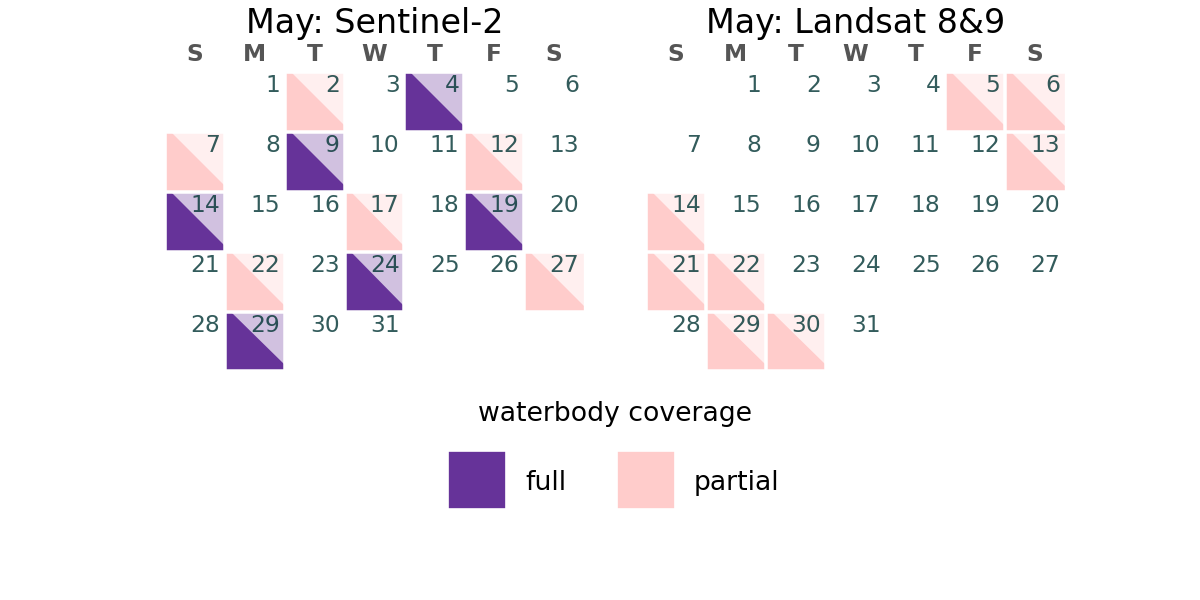 May: Sentinel-2
S M T W T F S
1 2 3 4 5 6
7 8 9 10 11 12 13
14 15 16 17 18 19 20
21 22 23 24 25 26 27
28 29 30 31
May: Landsat 8&9
S M T W T F S
1 2 3 4 5 6
7 8 9 10 11 12 13
14 15 16 17 18 19 20
21 22 23 24 25 26 27
28 29 30 31
waterbody coverage
full
partial